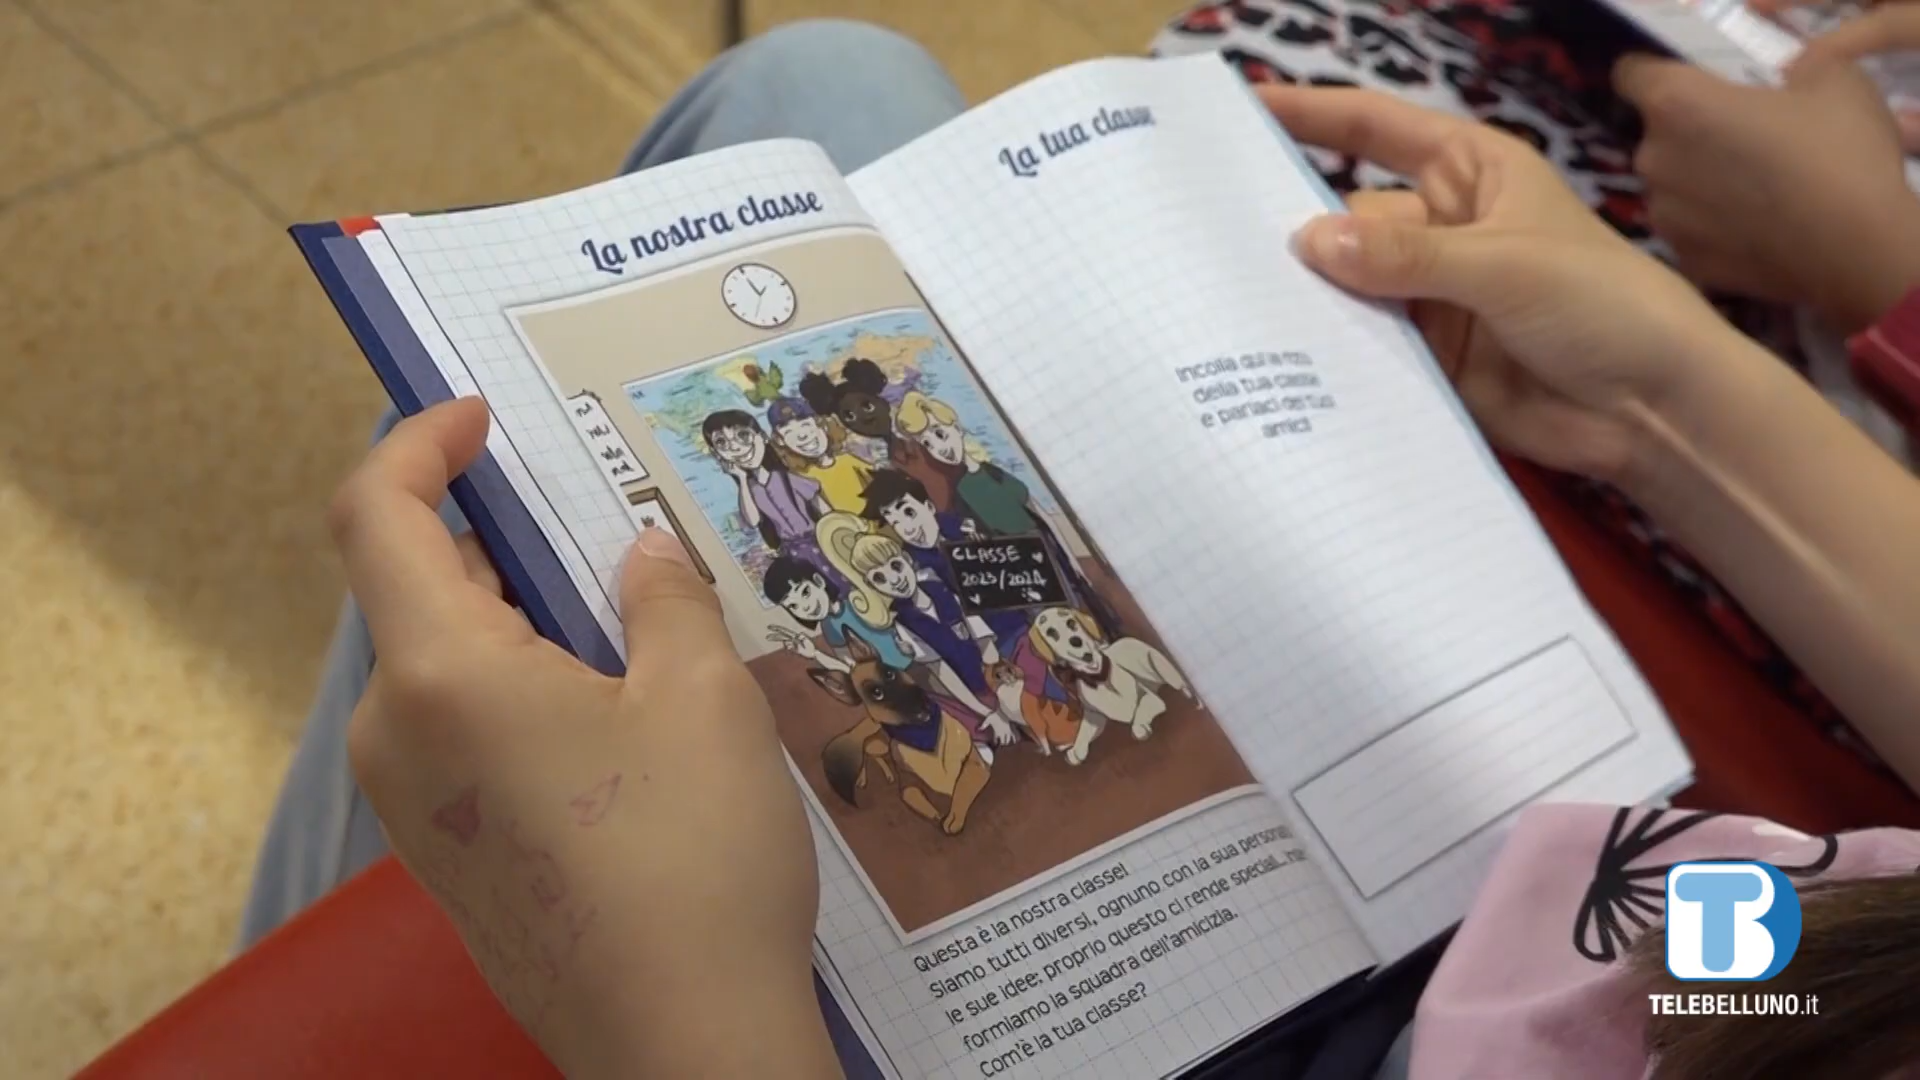 La nostra classe
CLASSE
2023/2024
Questa è la nostra classe!
Siamo tutti diversi, ognuno con la sua
le sue idee: proprio questo ci rende speciali...
formiamo la squadra dell'amicizia.
Com'è la tua classe?
La tua classe
Incolla qui la foto
della tua classe
e parlaci dei tuoi
amici!
TB
TELEBELLUNO.it